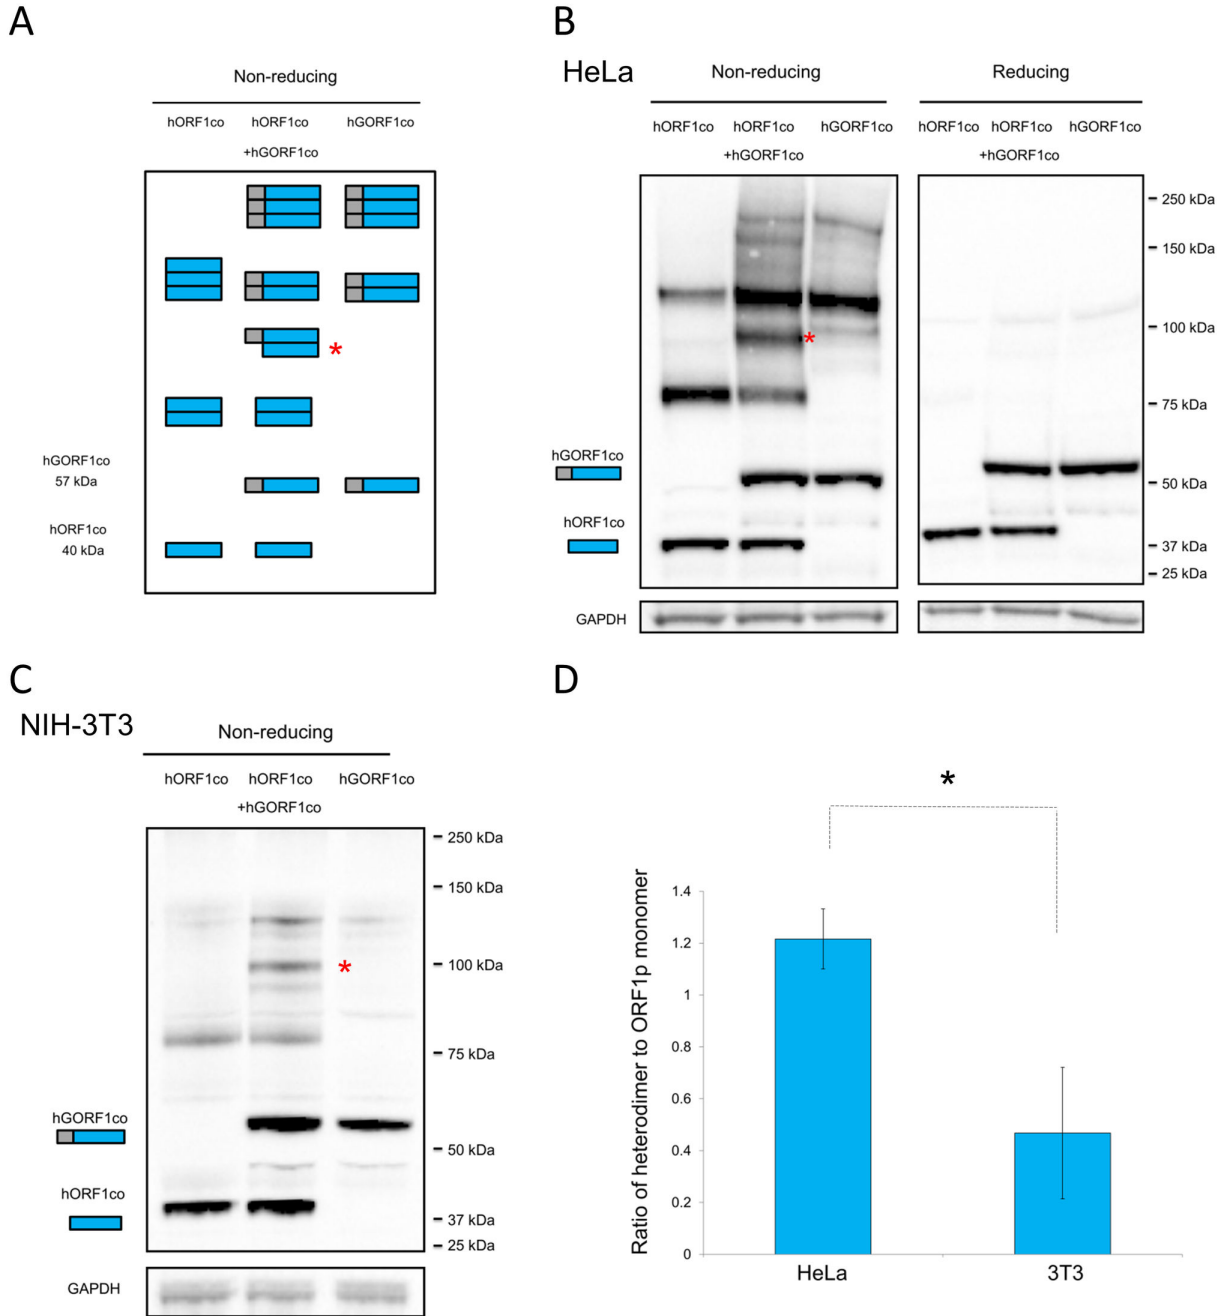 A
Non-reducing
hORF1co hORF1co hGORF1co
+hGORF1co
*
hGORF1co
57 kDa
hORF1co
40 kDa
B
HeLa
Non-reducing Reducing
hORF1co hORF1co hGORF1co hORF1co hORF1co hGORF1co
+hGORF1co +hGORF1co
250 kDa
150 kDa
100 kDa
*
75 kDa
hGORF1co
50 kDa
hORF1co
37 kDa
25 kDa
GAPDH
C
NIH-3T3
Non-reducing
hORF1co hORF1co hGORF1co
+hGORF1co
250 kDa
150 kDa
100 kDa
*
75 kDa
hGORF1co
50 kDa
hORF1co
37 kDa
25 kDa
GAPDH
D
*
Ratio of heterodimer to ORF1p monomer
1.4
1.2
1
0.8
0.6
0.4
0.2
0
HeLa 3T3